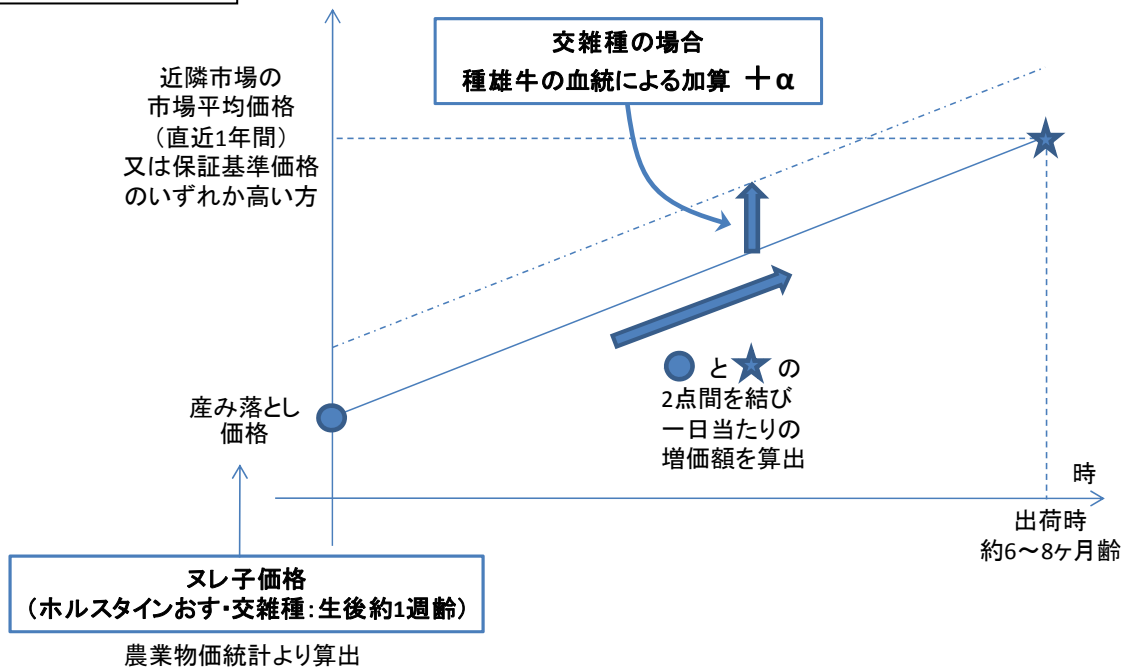 交雑種の場合
種雄牛の血統による加算 ＋α
近隣市場の
市場平均価格
（直近1年間）
又は保証基準価格
のいずれか高い方
産み落とし
価格
● と ★ の
2点間を結び
一日当たりの
増価額を算出
時
出荷時
約6～8ヶ月齢
ヌレ子価格
（ホルスタインおす・交雑種：生後約1週齢）
農業物価統計より算出